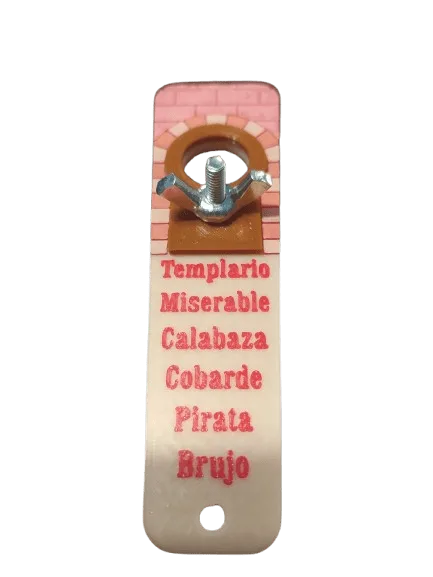 Templario
Miserable
Calabaza
Cobarde
Pirata
Brujo